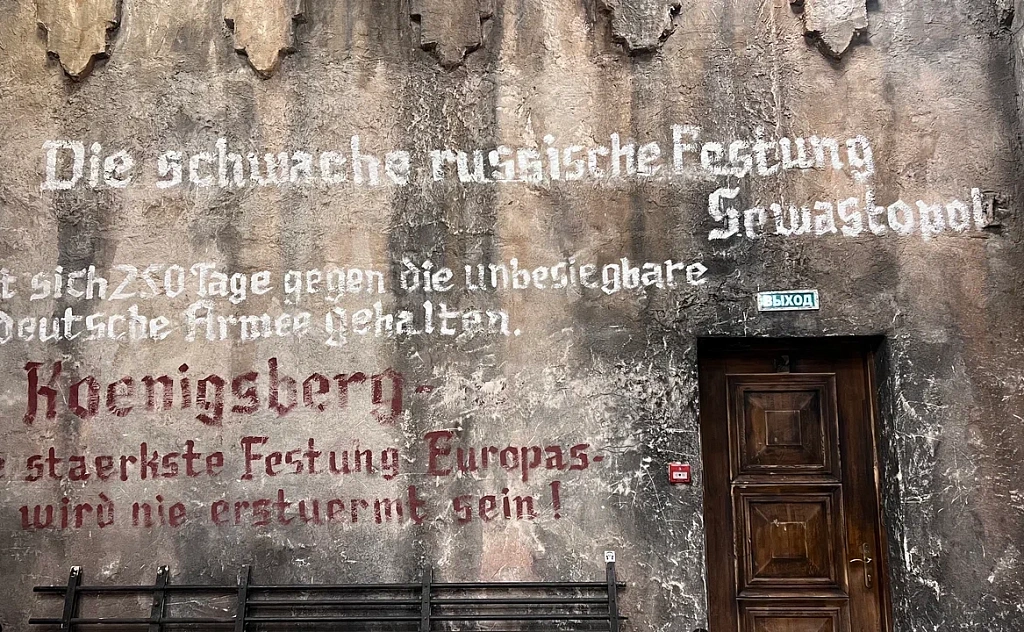 Die schwache russische Festung
Sewastopol
t sich 250 Tage gegen die unbesiegbare
ВЫХОД
deutsche Armee gehalten.
Koenigsberg-
e staerkste Festung Europas-
wird nie erstuermt sein!